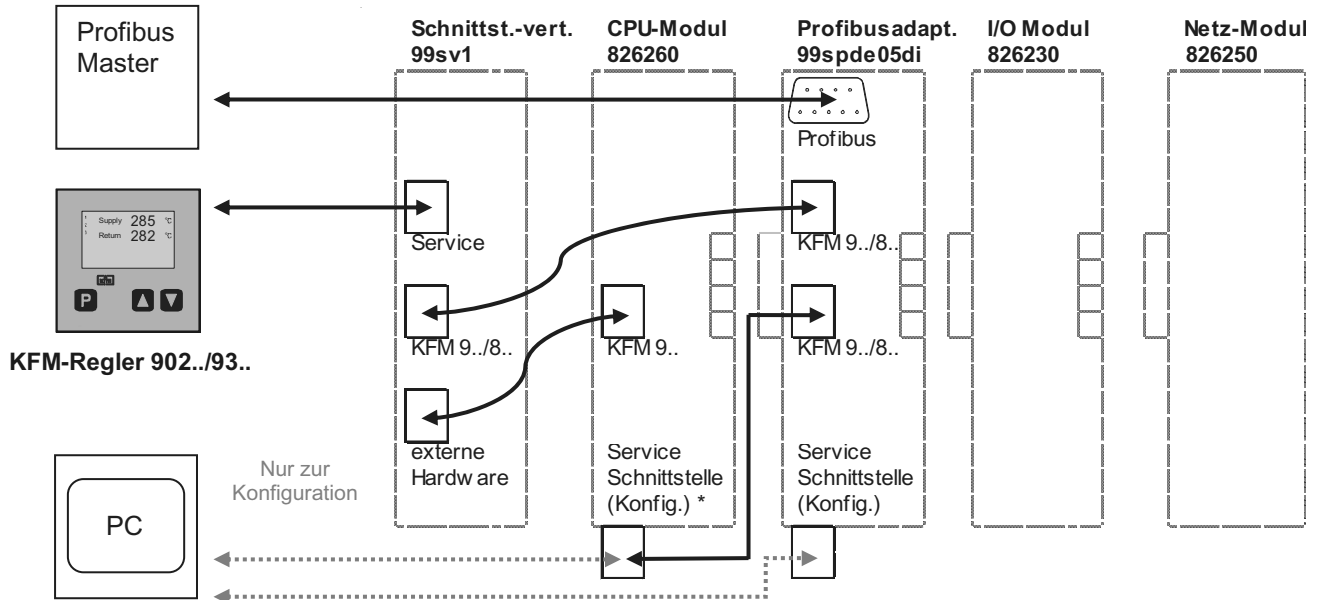 Profibus
Master
Schnittst.-vert.
99sv1
CPU-Modul
826260
Profibusadapt.
99spde05di
I/O Modul
826230
Netz-Modul
826250
Profibus
Supply 285 °C
Return 282 °C
P
KFM-Regler 902../93..
Service
KFM 9../8..
KFM 9../8..
KFM 9..
KFM 9../8..
externe
Hardware
Service
Schnittstelle
(Konfig.) *
Service
Schnittstelle
(Konfig.)
Nur zur
Konfiguration
PC